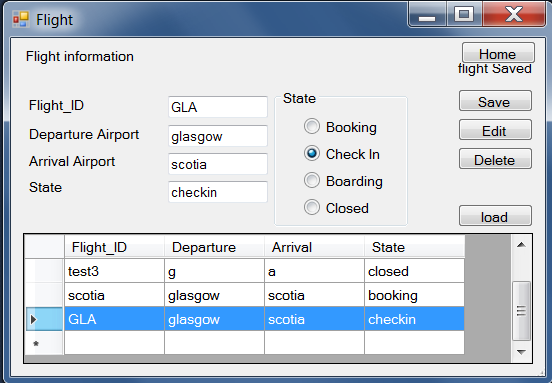 Flight
Flight information
Home
flight Saved
Flight_ID GLA
Departure Airport glasgow
Arrival Airport scotia
State checkin
State
Booking
Check In
Boarding
Closed
Save
Edit
Delete
load
Flight_ID Departure Arrival State
test3 g a closed
scotia glasgow scotia booking
GLA glasgow scotia checkin
*